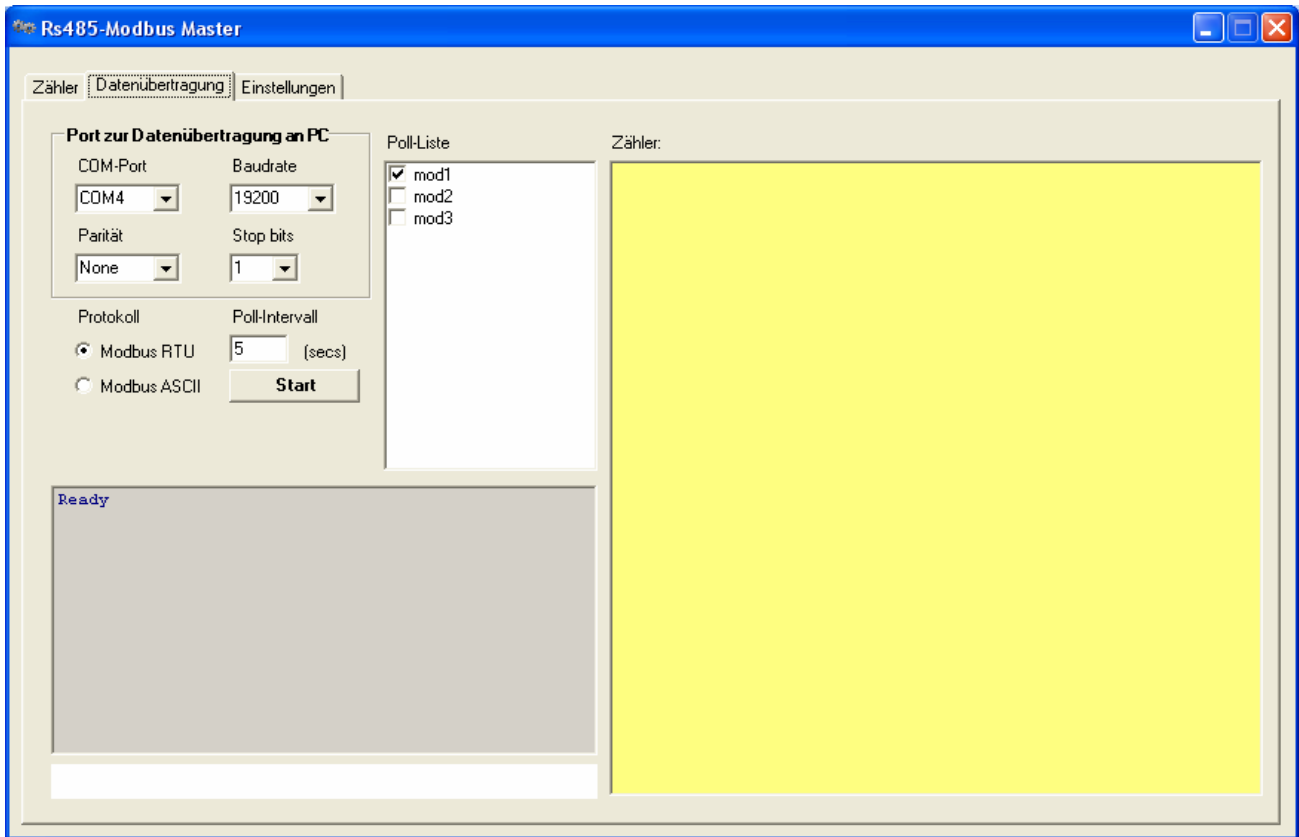 Rs485-Modbus Master
Zähler Datenübertragung Einstellungen
Port zur Datenübertragung an PC
COM-Port Baudrate
COM4 19200
Parität Stop bits
None 1
Protokoll Poll-Intervall
Modbus RTU 5 (secs)
Modbus ASCII Start
Poll-Liste
mod1
mod2
mod3
Zähler:
Ready